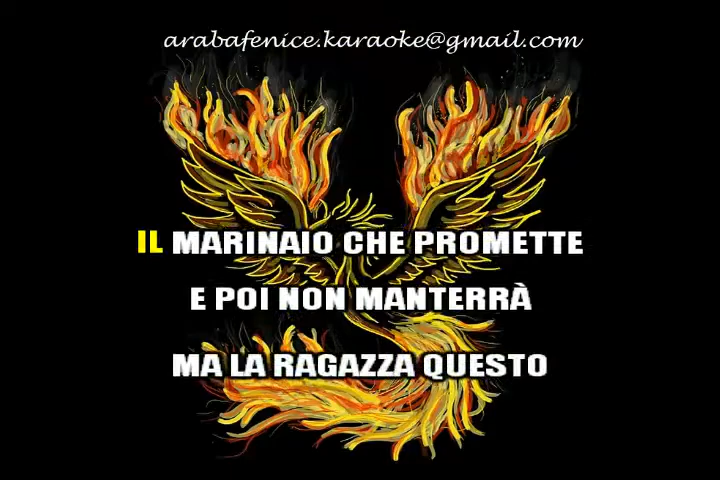 arabafenice.karaoke@gmail.com
IL MARINAIO CHE PROMETTE
E POI NON MANTERRÀ
MA LA RAGAZZA QUESTO